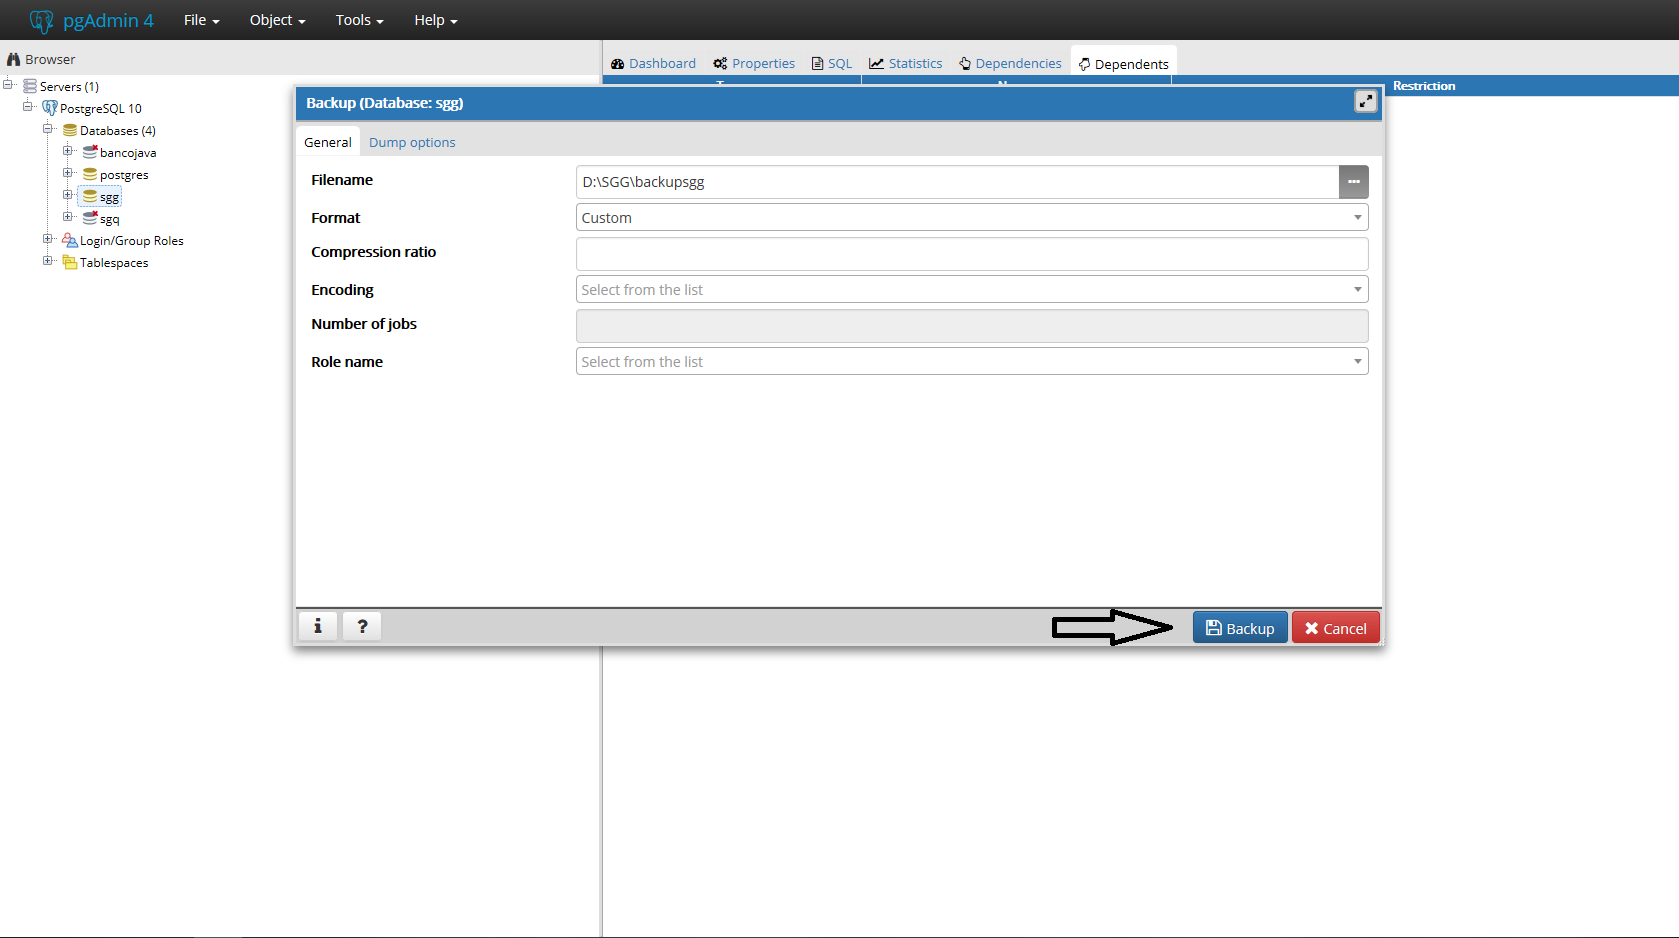 pgAdmin 4 File Object Tools Help
Browser
Dashboard Properties SQL Statistics Dependencies Dependents
Restriction
Servers (1)
PostgreSQL 10
Databases (4)
bancojava
postgres
sgg
sgq
Login/Group Roles
Tablespaces
Backup (Database: sgg)
General Dump options
Filename D:\SGG\backupsgg
Format Custom
Compression ratio
Encoding Select from the list
Number of jobs
Role name Select from the list
i ? Backup Cancel